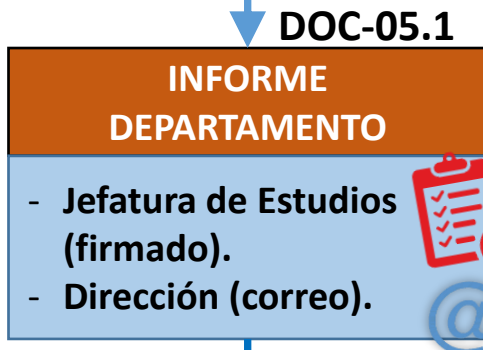 DOC-05.1
INFORME
DEPARTAMENTO
- Jefatura de Estudios
(firmado).
- Dirección (correo).
@